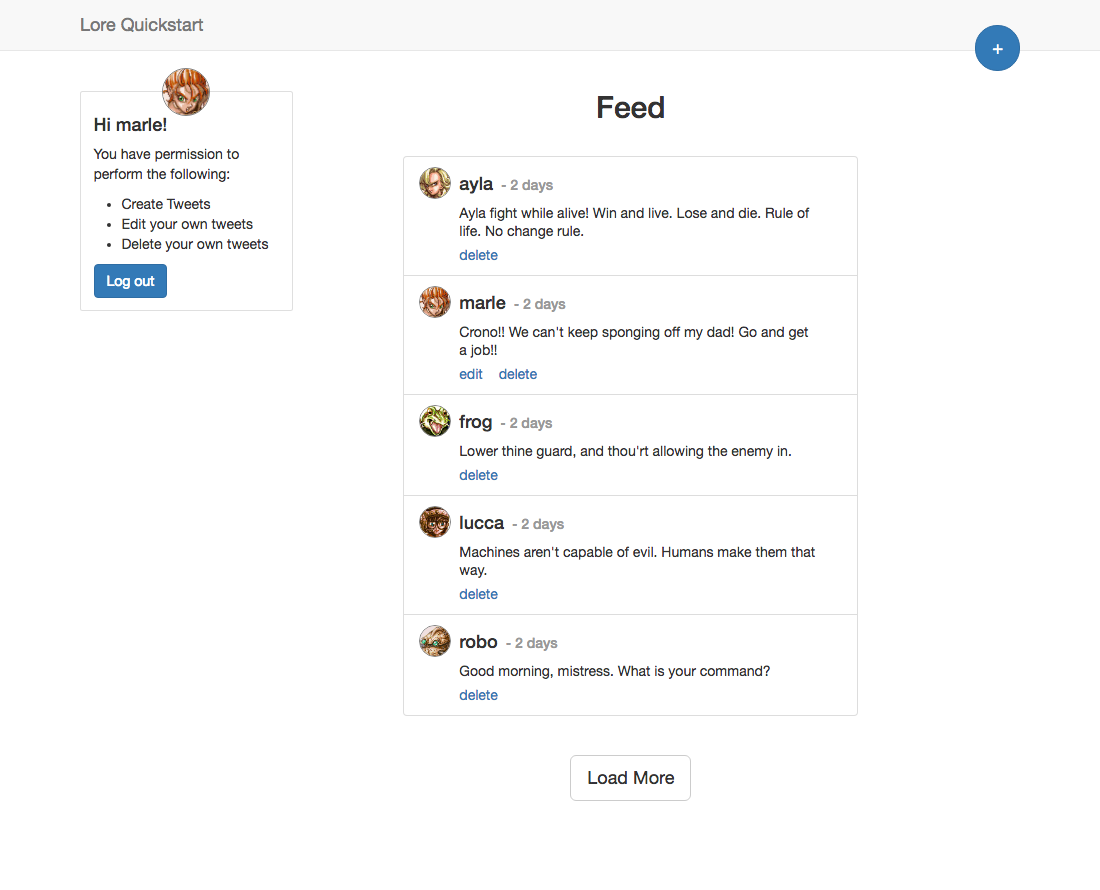 Lore Quickstart
+
Hi marle!
You have permission to
perform the following:
• Create Tweets
• Edit your own tweets
• Delete your own tweets
Log out
Feed
ayla - 2 days
Ayla fight while alive! Win and live. Lose and die. Rule of
life. No change rule.
delete
marle - 2 days
Crono!! We can't keep sponging off my dad! Go and get
a job!!
edit delete
frog - 2 days
Lower thine guard, and thou'rt allowing the enemy in.
delete
lucca - 2 days
Machines aren't capable of evil. Humans make them that
way.
delete
robo - 2 days
Good morning, mistress. What is your command?
delete
Load More